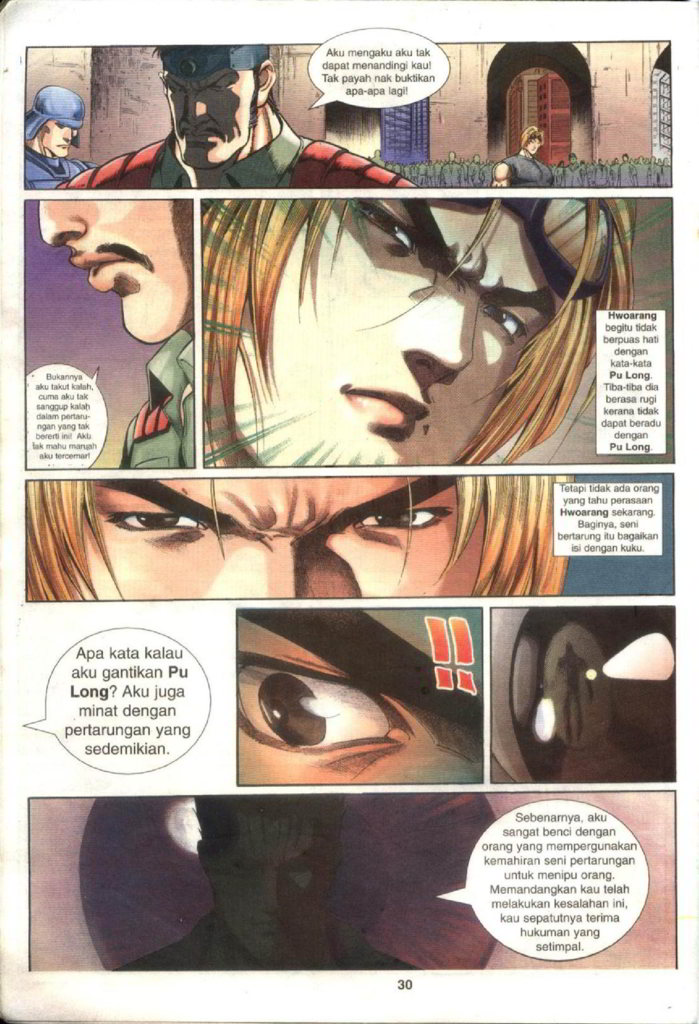 Aku mengaku aku tak
dapat menandingi kau!
Tak payah nak buktikan
apa-apa lagi!
Bukannya
aku takut kalah,
cuma aku tak
sanggup kalah
dalam pertaru-
ngan yang tak
bererti ini! Aku
tak mahu maruah
aku tercemar!
Hwoarang
begitu tidak
berpuas hati
dengan
kata-kata
Pu Long.
Tiba-tiba dia
berasa rugi
kerana tidak
dapat beradu
dengan
Pu Long.
Tetapi tidak ada orang
yang tahu perasaan
Hwoarang sekarang.
Baginya, seni
bertarung itu bagaikan
isi dengan kuku.
Apa kata kalau
aku gantikan Pu
Long? Aku juga
minat dengan
pertarungan yang
sedemikian.
!!
Sebenarnya, aku
sangat benci dengan
orang yang mempergunakan
kemahiran seni pertarungan
untuk menipu orang.
Memandangkan kau telah
melakukan kesalahan ini,
kau sepatutnya terima
hukuman yang
setimpal.
30